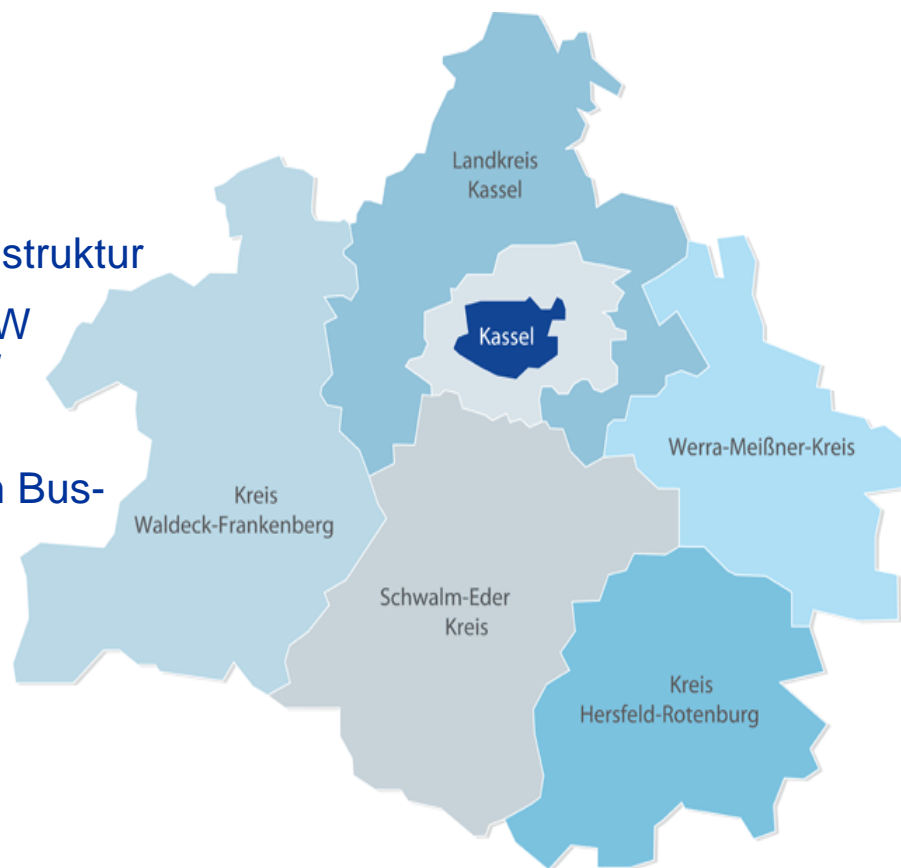 struktur
W
n Bus-
Landkreis
Kassel
Kassel
Werra-Meißner-Kreis
Kreis
Waldeck-Frankenberg
Schwalm-Eder
Kreis
Kreis
Hersfeld-Rotenburg